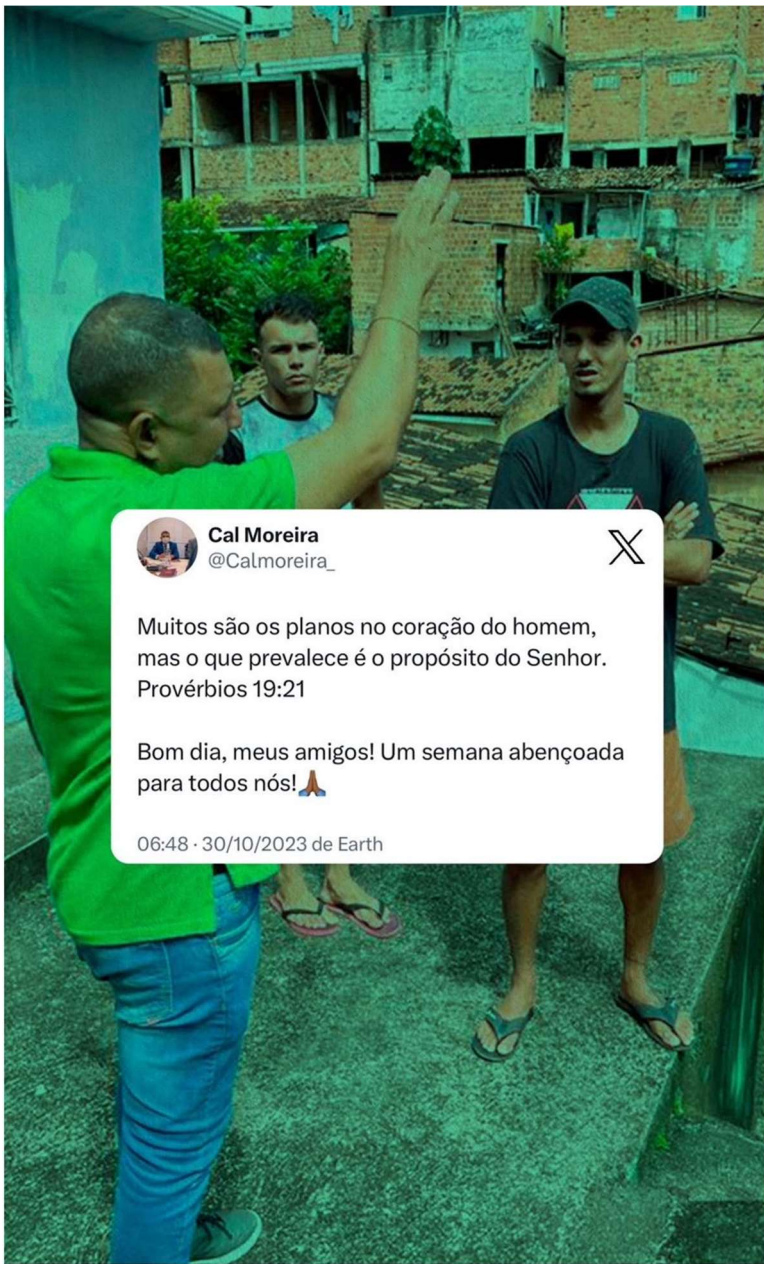 Cal Moreira
@Calmoreira_
Muitos são os planos no coração do homem,
mas o que prevalece é o propósito do Senhor.
Provérbios 19:21
Bom dia, meus amigos! Um semana abençoada
para todos nós!🙏🏾
06:48 · 30/10/2023 de Earth